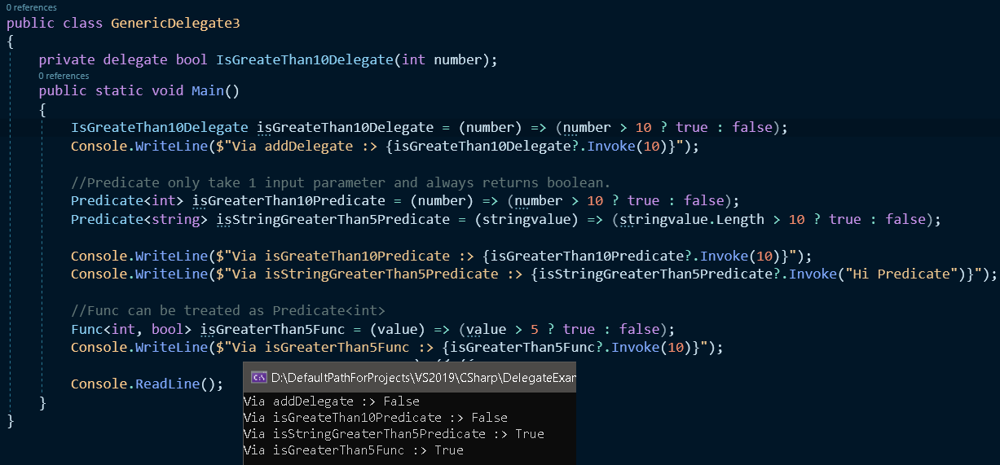 0 references
public class GenericDelegate3
{
private delegate bool IsGreateThan10Delegate(int number);
0 references
public static void Main()
{
IsGreateThan10Delegate isGreateThan10Delegate = (number) => (number > 10 ? true : false);
Console.WriteLine($"Via addDelegate :> {isGreateThan10Delegate?.Invoke(10)}");
//Predicate only take 1 input parameter and always returns boolean.
Predicate<int> isGreaterThan10Predicate = (number) => (number > 10 ? true : false);
Predicate<string> isStringGreaterThan5Predicate = (stringvalue) => (stringvalue.Length > 10 ? true : false);
Console.WriteLine($"Via isGreateThan10Predicate :> {isGreaterThan10Predicate?.Invoke(10)}");
Console.WriteLine($"Via isStringGreaterThan5Predicate :> {isStringGreaterThan5Predicate?.Invoke("Hi Predicate")}");
//Func can be treated as Predicate<int>
Func<int, bool> isGreaterThan5Func = (value) => (value > 5 ? true : false);
Console.WriteLine($"Via isGreaterThan5Func :> {isGreaterThan5Func?.Invoke(10)}");
Console.ReadLine();
}
}
D:\DefaultPathForProjects\VS2019\CSharp\DelegateExar
Via addDelegate :> False
Via isGreateThan10Predicate :> False
Via isStringGreaterThan5Predicate :> True
Via isGreaterThan5Func :> True